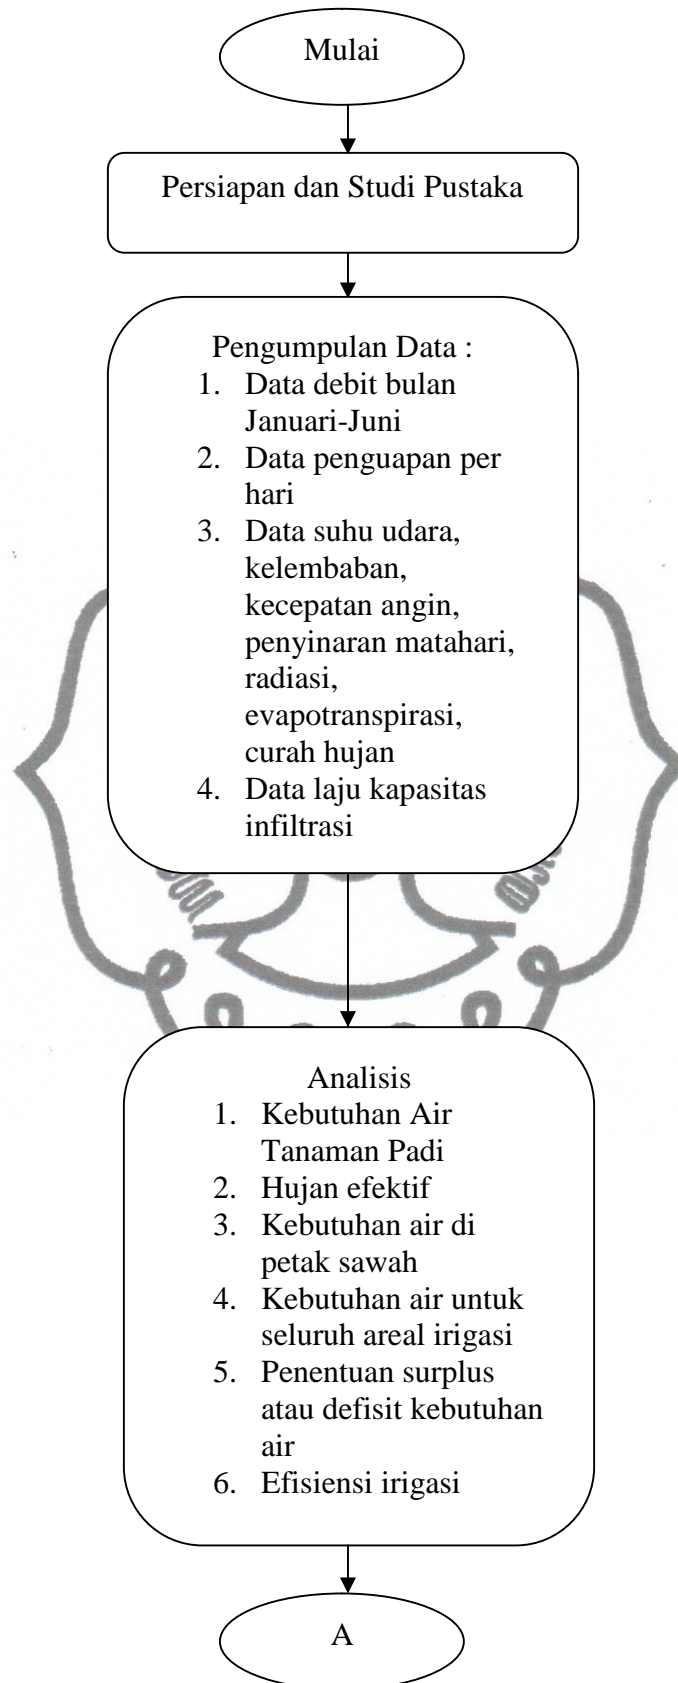 Mulai
Persiapan dan Studi Pustaka
Pengumpulan Data :
1. Data debit bulan
Januari-Juni
2. Data penguapan per
hari
3. Data suhu udara,
kelembaban,
kecepatan angin,
penyinaran matahari,
radiasi,
evapotranspirasi,
curah hujan
4. Data laju kapasitas
infiltrasi
Analisis
1. Kebutuhan Air
Tanaman Padi
2. Hujan efektif
3. Kebutuhan air di
petak sawah
4. Kebutuhan air untuk
seluruh areal irigasi
5. Penentuan surplus
atau defisit kebutuhan
air
6. Efisiensi irigasi
A